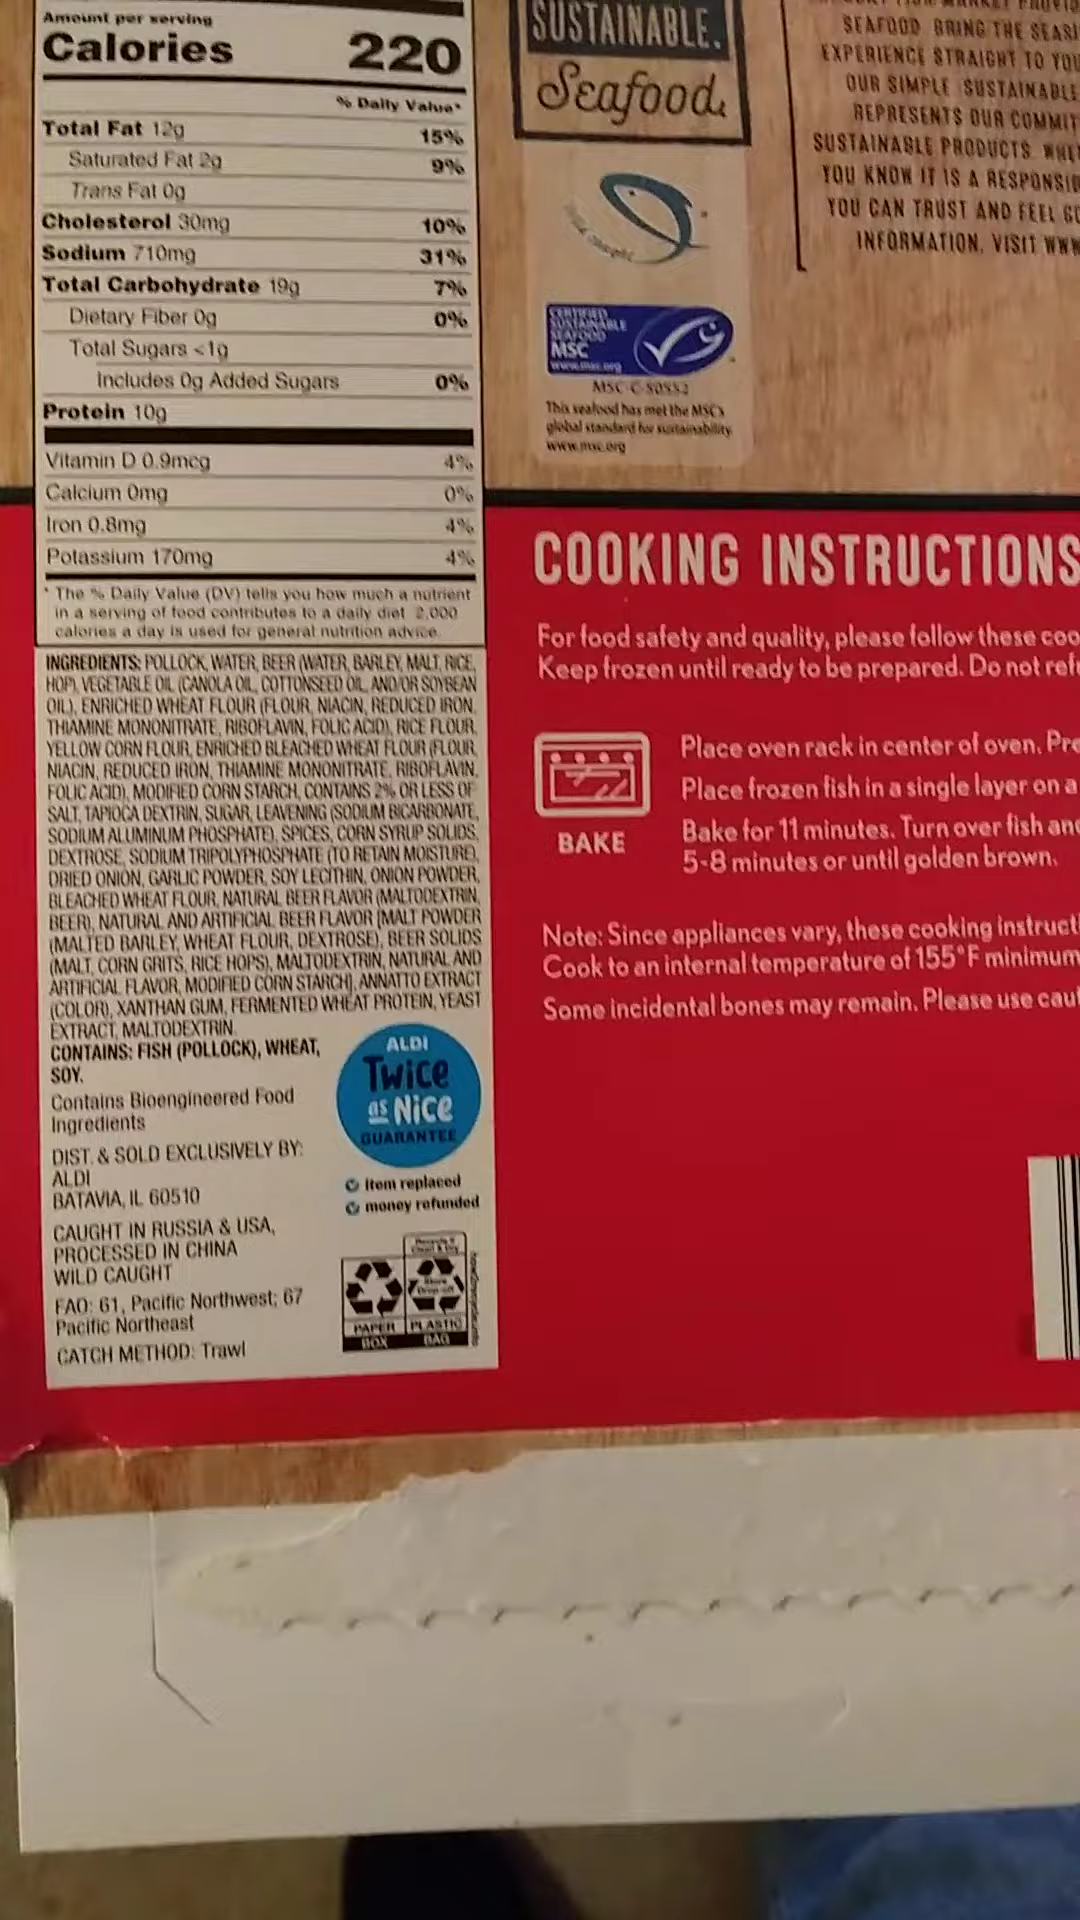 Amount per serving
Calories 220
% Daily Value*
Total Fat 12g 15%
Saturated Fat 2g 9%
Trans Fat 0g
Cholesterol 30mg 10%
Sodium 710mg 31%
Total Carbohydrate 19g 7%
Dietary Fiber 0g 0%
Total Sugars <1g
Includes 0g Added Sugars 0%
Protein 10g
Vitamin D 0.9mcg 4%
Calcium 0mg 0%
Iron 0.8mg 4%
Potassium 170mg 4%
* The % Daily Value (DV) tells you how much a nutrient
in a serving of food contributes to a daily diet 2,000
calories a day is used for general nutrition advice.
INGREDIENTS: POLLOCK, WATER, BEER (WATER, BARLEY, MALT, RICE,
HOP), VEGETABLE OIL (CANOLA OIL, COTTONSEED OIL, AND/OR SOYBEAN
OIL), ENRICHED WHEAT FLOUR (FLOUR, NIACIN, REDUCED IRON,
THIAMINE MONONITRATE, RIBOFLAVIN, FOLIC ACID), RICE FLOUR,
YELLOW CORN FLOUR, ENRICHED BLEACHED WHEAT FLOUR (FLOUR,
NIACIN, REDUCED IRON, THIAMINE MONONITRATE, RIBOFLAVIN,
FOLIC ACID), MODIFIED CORN STARCH, CONTAINS 2% OR LESS OF
SALT, TAPIOCA DEXTRIN, SUGAR, LEAVENING (SODIUM BICARBONATE,
SODIUM ALUMINUM PHOSPHATE), SPICES, CORN SYRUP SOLIDS,
DEXTROSE, SODIUM TRIPOLYPHOSPHATE (TO RETAIN MOISTURE),
DRIED ONION, GARLIC POWDER, SOY LECITHIN, ONION POWDER,
BLEACHED WHEAT FLOUR, NATURAL BEER FLAVOR (MALTODEXTRIN,
BEER), NATURAL AND ARTIFICIAL BEER FLAVOR [MALT POWDER
(MALTED BARLEY, WHEAT FLOUR, DEXTROSE), BEER SOLIDS
(MALT, CORN GRITS, RICE HOPS), MALTODEXTRIN, NATURAL AND
ARTIFICIAL FLAVOR, MODIFIED CORN STARCH], ANNATTO EXTRACT
(COLOR), XANTHAN GUM, FERMENTED WHEAT PROTEIN, YEAST
EXTRACT, MALTODEXTRIN.
CONTAINS: FISH (POLLOCK), WHEAT,
SOY.
Contains Bioengineered Food
Ingredients
DIST. & SOLD EXCLUSIVELY BY:
ALDI
BATAVIA, IL 60510
CAUGHT IN RUSSIA & USA,
PROCESSED IN CHINA
WILD CAUGHT
FAO: 61, Pacific Northwest; 67
Pacific Northeast
CATCH METHOD: Trawl
ALDI
Twice
as Nice
GUARANTEE
item replaced
money refunded
PAPER PLASTIC
BOX BAG
SUSTAINABLE.
Seafood.
CERTIFIED
SUSTAINABLE
SEAFOOD
MSC
www.msc.org
This seafood has met the MSC's
global standard for sustainability.
www.msc.org
SEAFOOD BRING THE
EXPERIENCE STRAIGHT TO
OUR SIMPLE SUSTAINABLE
REPRESENTS OUR COMMIT
SUSTAINABLE PRODUCTS.
YOU KNOW IT IS A RESPONSIB
YOU CAN TRUST AND FEEL
INFORMATION, VISIT WWW
COOKING INSTRUCTIONS
For food safety and quality, please follow these coo
Keep frozen until ready to be prepared. Do not refr
BAKE
Place oven rack in center of oven. Pre
Place frozen fish in a single layer on a
Bake for 11 minutes. Turn over fish and
5-8 minutes or until golden brown.
Note: Since appliances vary, these cooking instructi
Cook to an internal temperature of 155°F minimum
Some incidental bones may remain. Please use caut